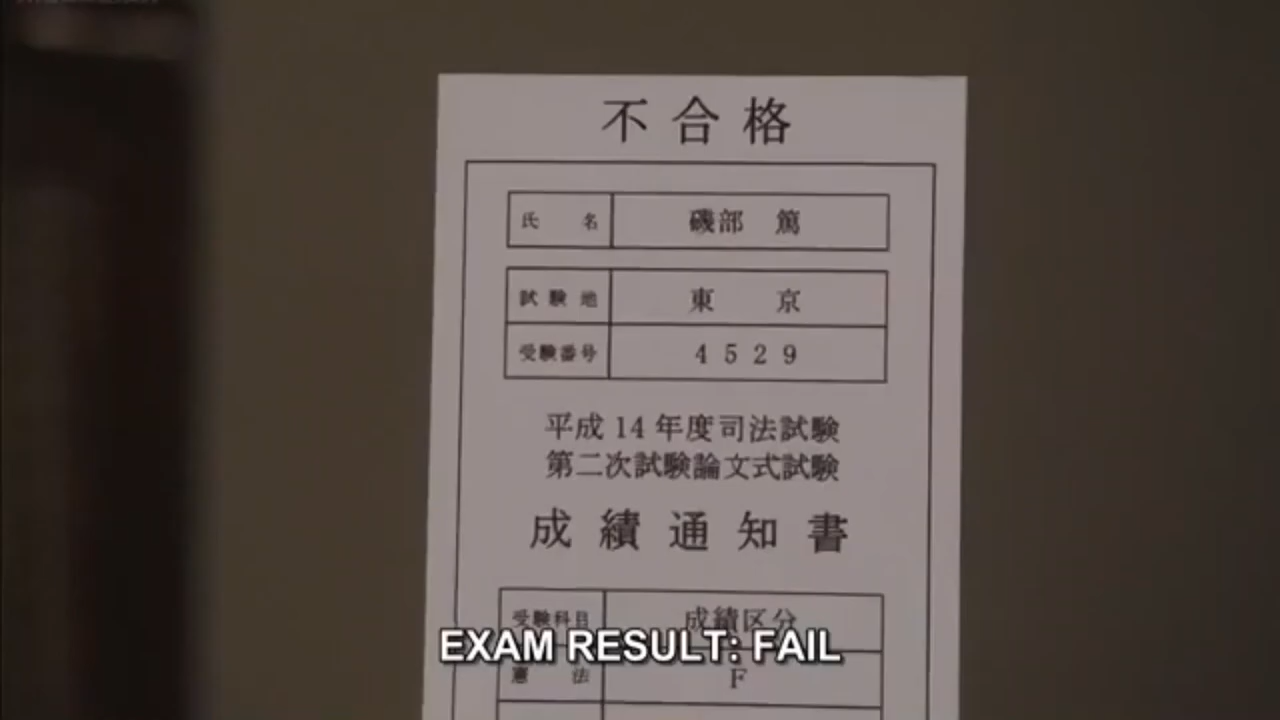 不合格
氏名 磯部 篤
試験地 東京
受験番号 4529
平成14年度司法試験
第二次試験論文式試験
成績通知書
受験科目 成績区分
EXAM RESULT: FAIL
憲法 F